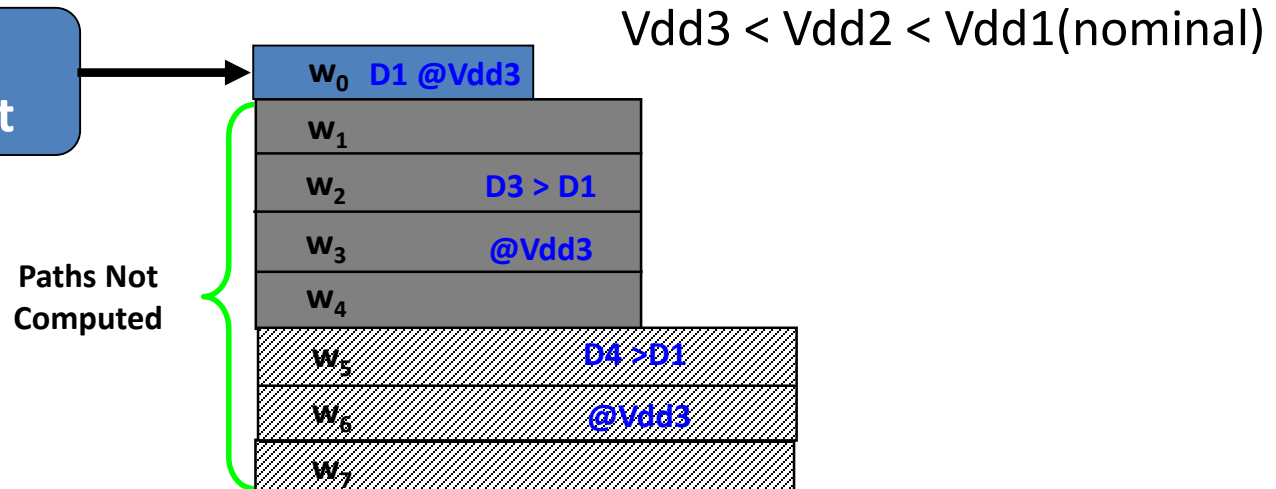 Vdd3 < Vdd2 < Vdd1(nominal)
t
w0 D1 @Vdd3
w1
w2 D3 > D1
w3 @Vdd3
w4
Paths Not
Computed
w5 D4 >D1
w6 @Vdd3
w7